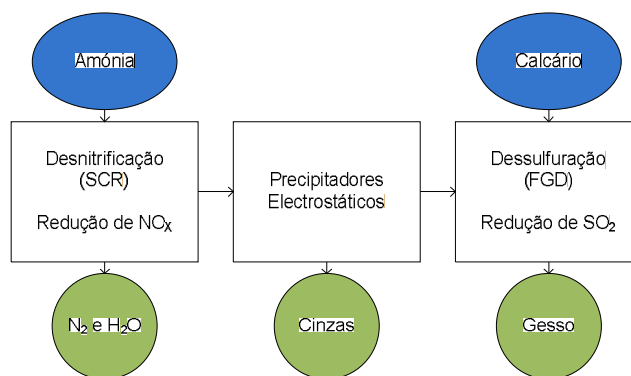 Amónia
Calcário
Desnitrificação
(SCR)
Redução de NOX
Precipitadores
Electrostáticos
Dessulfuração
(FGD)
Redução de SO2
N2 e H2O
Cinzas
Gesso